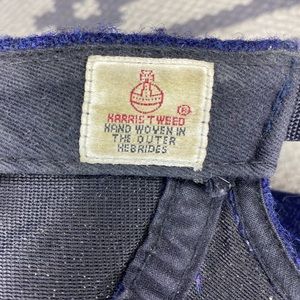 ®
HARRIS TWEED
HAND WOVEN IN
THE OUTER
HEBRIDES